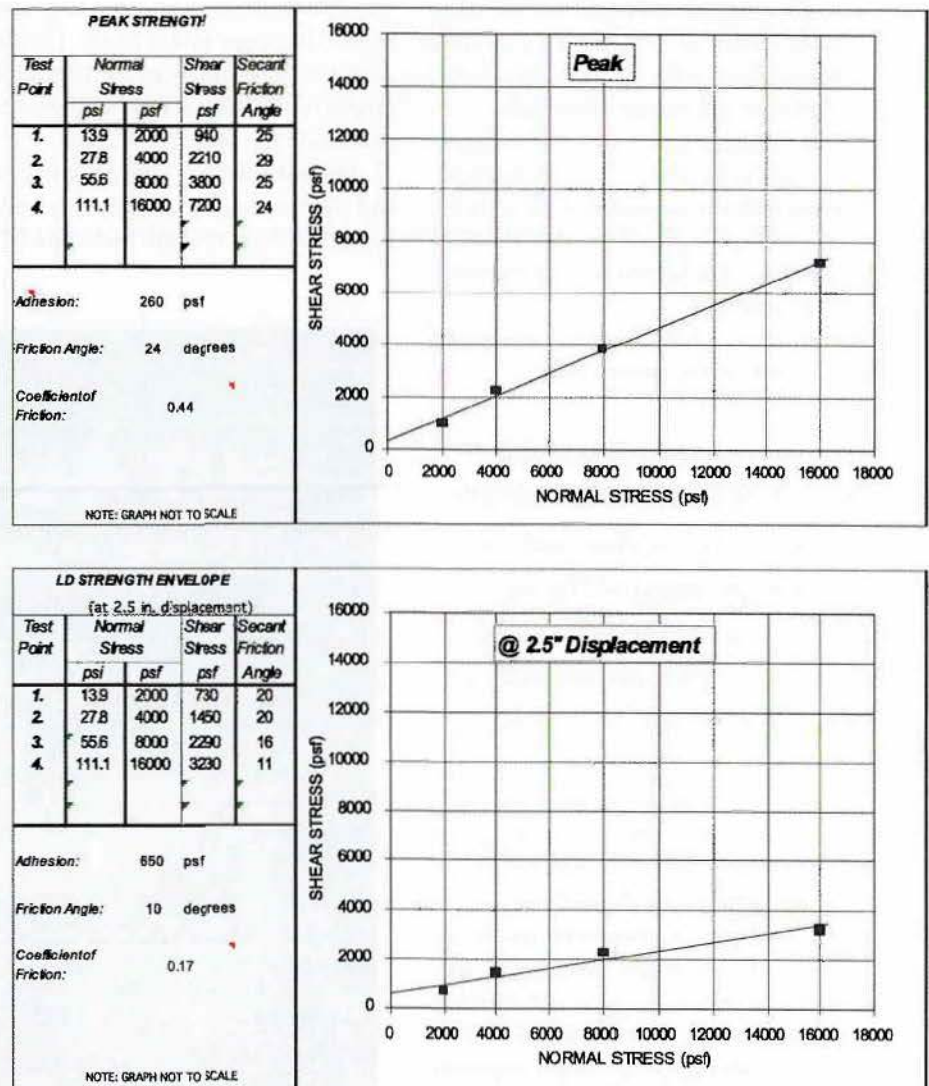 PEAK STRENGTH
Test Point Normal Stress Shear Stress Secant Friction
psi psf psf Angle
1. 13.9 2000 940 25
2. 27.8 4000 2210 29
3. 55.6 8000 3800 25
4. 111.1 16000 7200 24
Adhesion: 260 psf
Friction Angle: 24 degrees
Coefficient of Friction: 0.44
NOTE: GRAPH NOT TO SCALE
Peak
SHEAR STRESS (psf)
16000
14000
12000
10000
8000
6000
4000
2000
0
0 2000 4000 6000 8000 10000 12000 14000 16000 18000
NORMAL STRESS (psf)
LD STRENGTH ENVELOPE
(at 2.5 in. displacement)
Test Point Normal Stress Shear Stress Secant Friction
psi psf psf Angle
1. 13.9 2000 730 20
2. 27.8 4000 1450 20
3. 55.6 8000 2290 16
4. 111.1 16000 3230 11
Adhesion: 650 psf
Friction Angle: 10 degrees
Coefficient of Friction: 0.17
NOTE: GRAPH NOT TO SCALE
@ 2.5" Displacement
SHEAR STRESS (psf)
16000
14000
12000
10000
8000
6000
4000
2000
0
0 2000 4000 6000 8000 10000 12000 14000 16000 18000
NORMAL STRESS (psf)